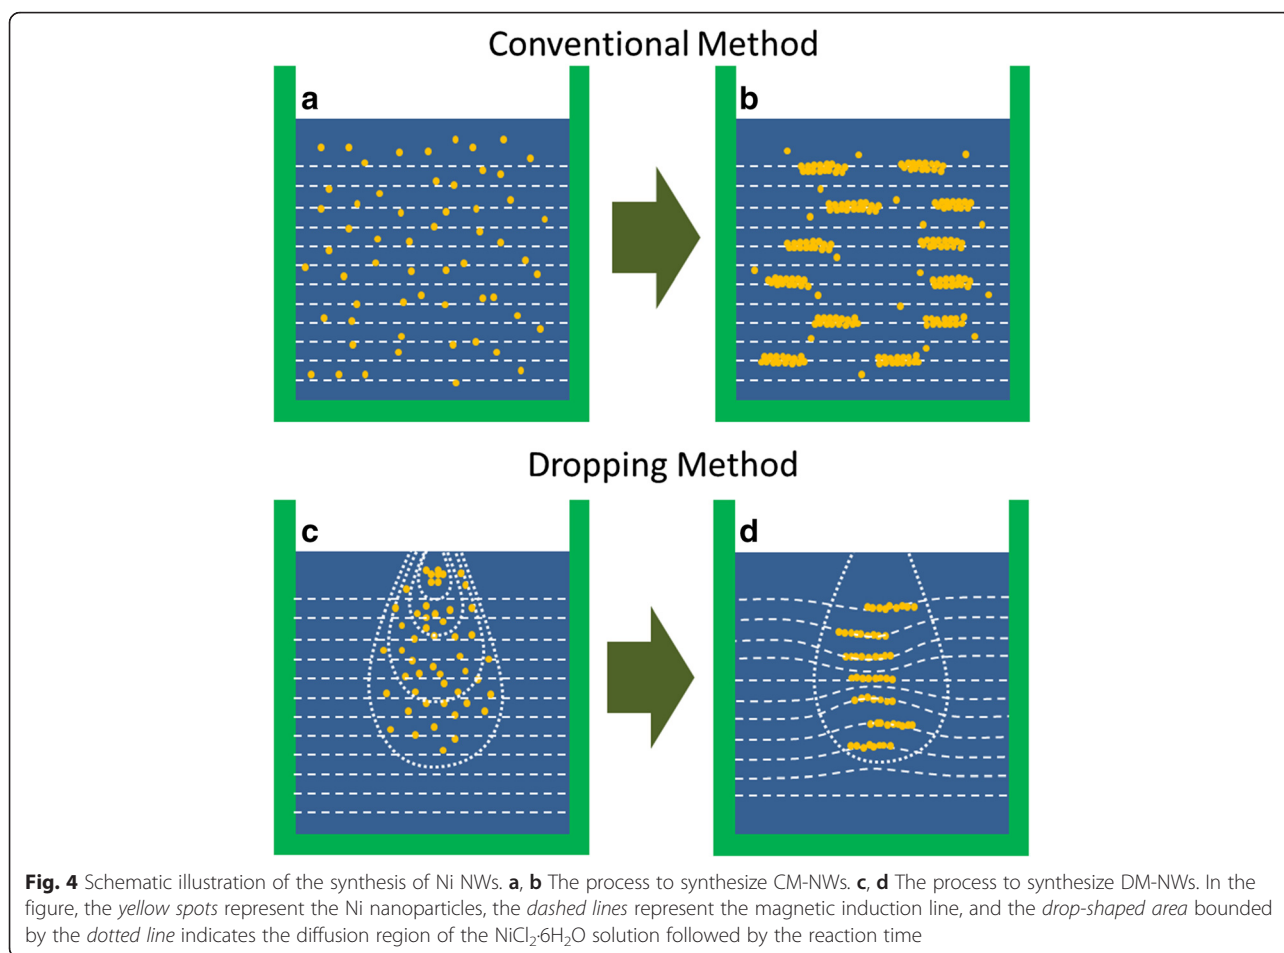 Conventional Method
a
b
Dropping Method
c
d
Fig. 4 Schematic illustration of the synthesis of Ni NWs. a, b The process to synthesize CM-NWs. c, d The process to synthesize DM-NWs. In the
figure, the yellow spots represent the Ni nanoparticles, the dashed lines represent the magnetic induction line, and the drop-shaped area bounded
by the dotted line indicates the diffusion region of the NiCl₂·6H₂O solution followed by the reaction time